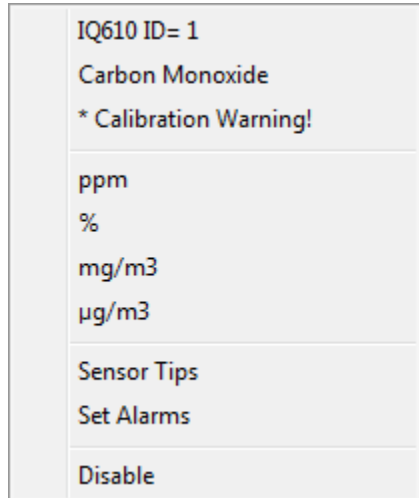 IQ610 ID= 1
Carbon Monoxide
* Calibration Warning!
ppm
%
mg/m3
µg/m3
Sensor Tips
Set Alarms
Disable